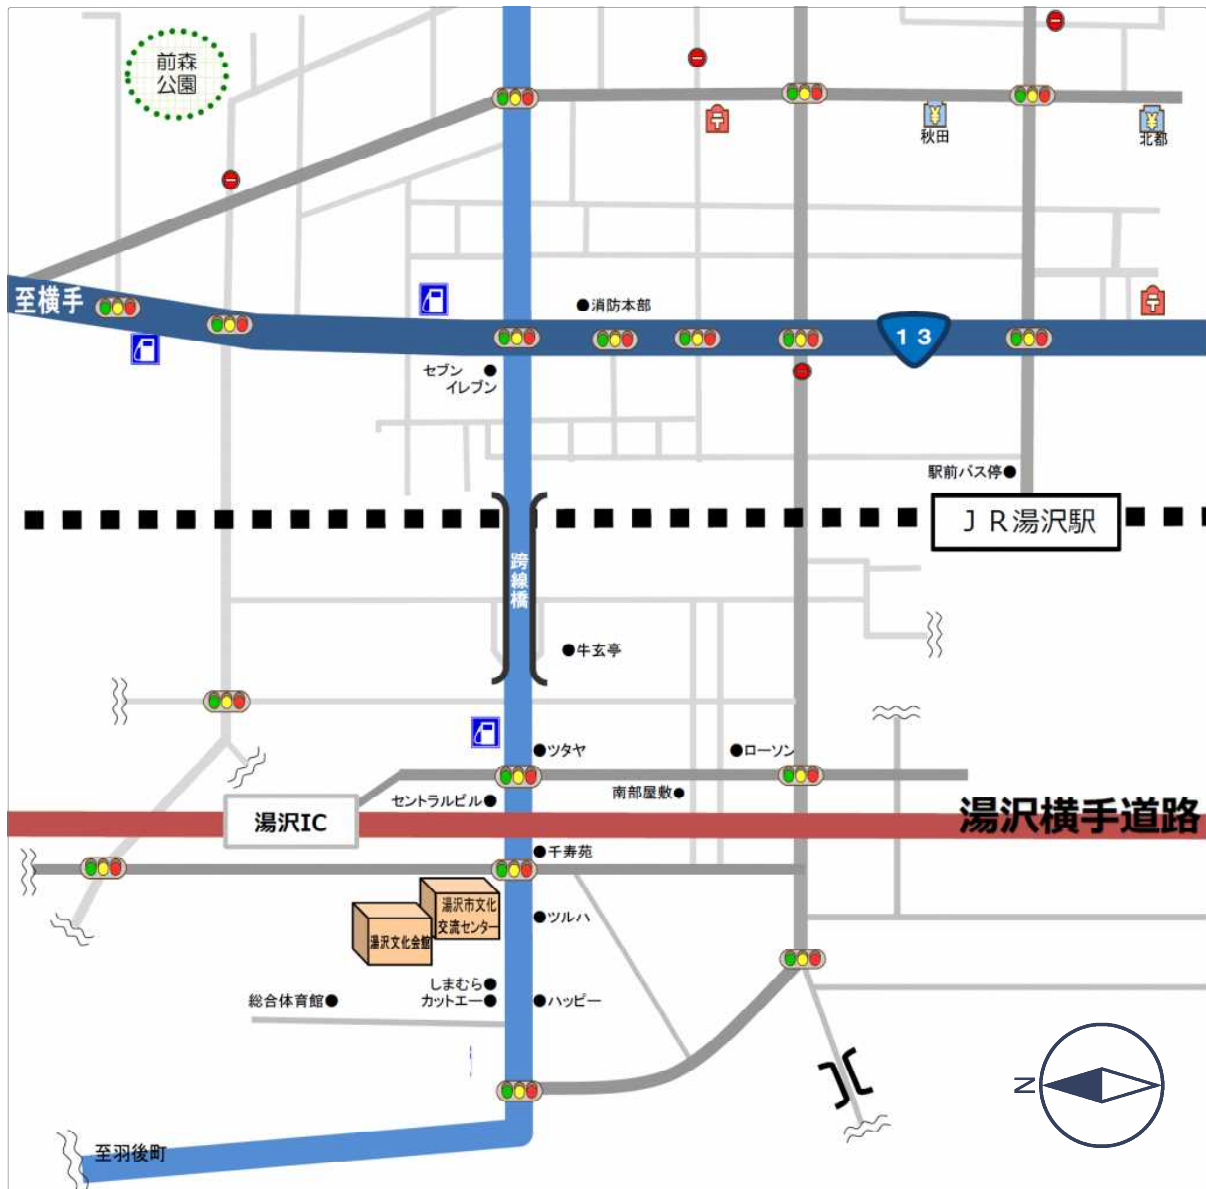 前森
公園
秋田
北都
至横手
消防本部
13
セブン
イレブン
駅前バス停
ＪＲ湯沢駅
跨線橋
牛玄亭
ツタヤ
ローソン
セントラルビル
南部屋敷
湯沢IC
湯沢横手道路
千寿苑
湯沢市文化
交流センター
湯沢文化会館
ツルハ
しまむら
カットエー
総合体育館
ハッピー
N
至羽後町